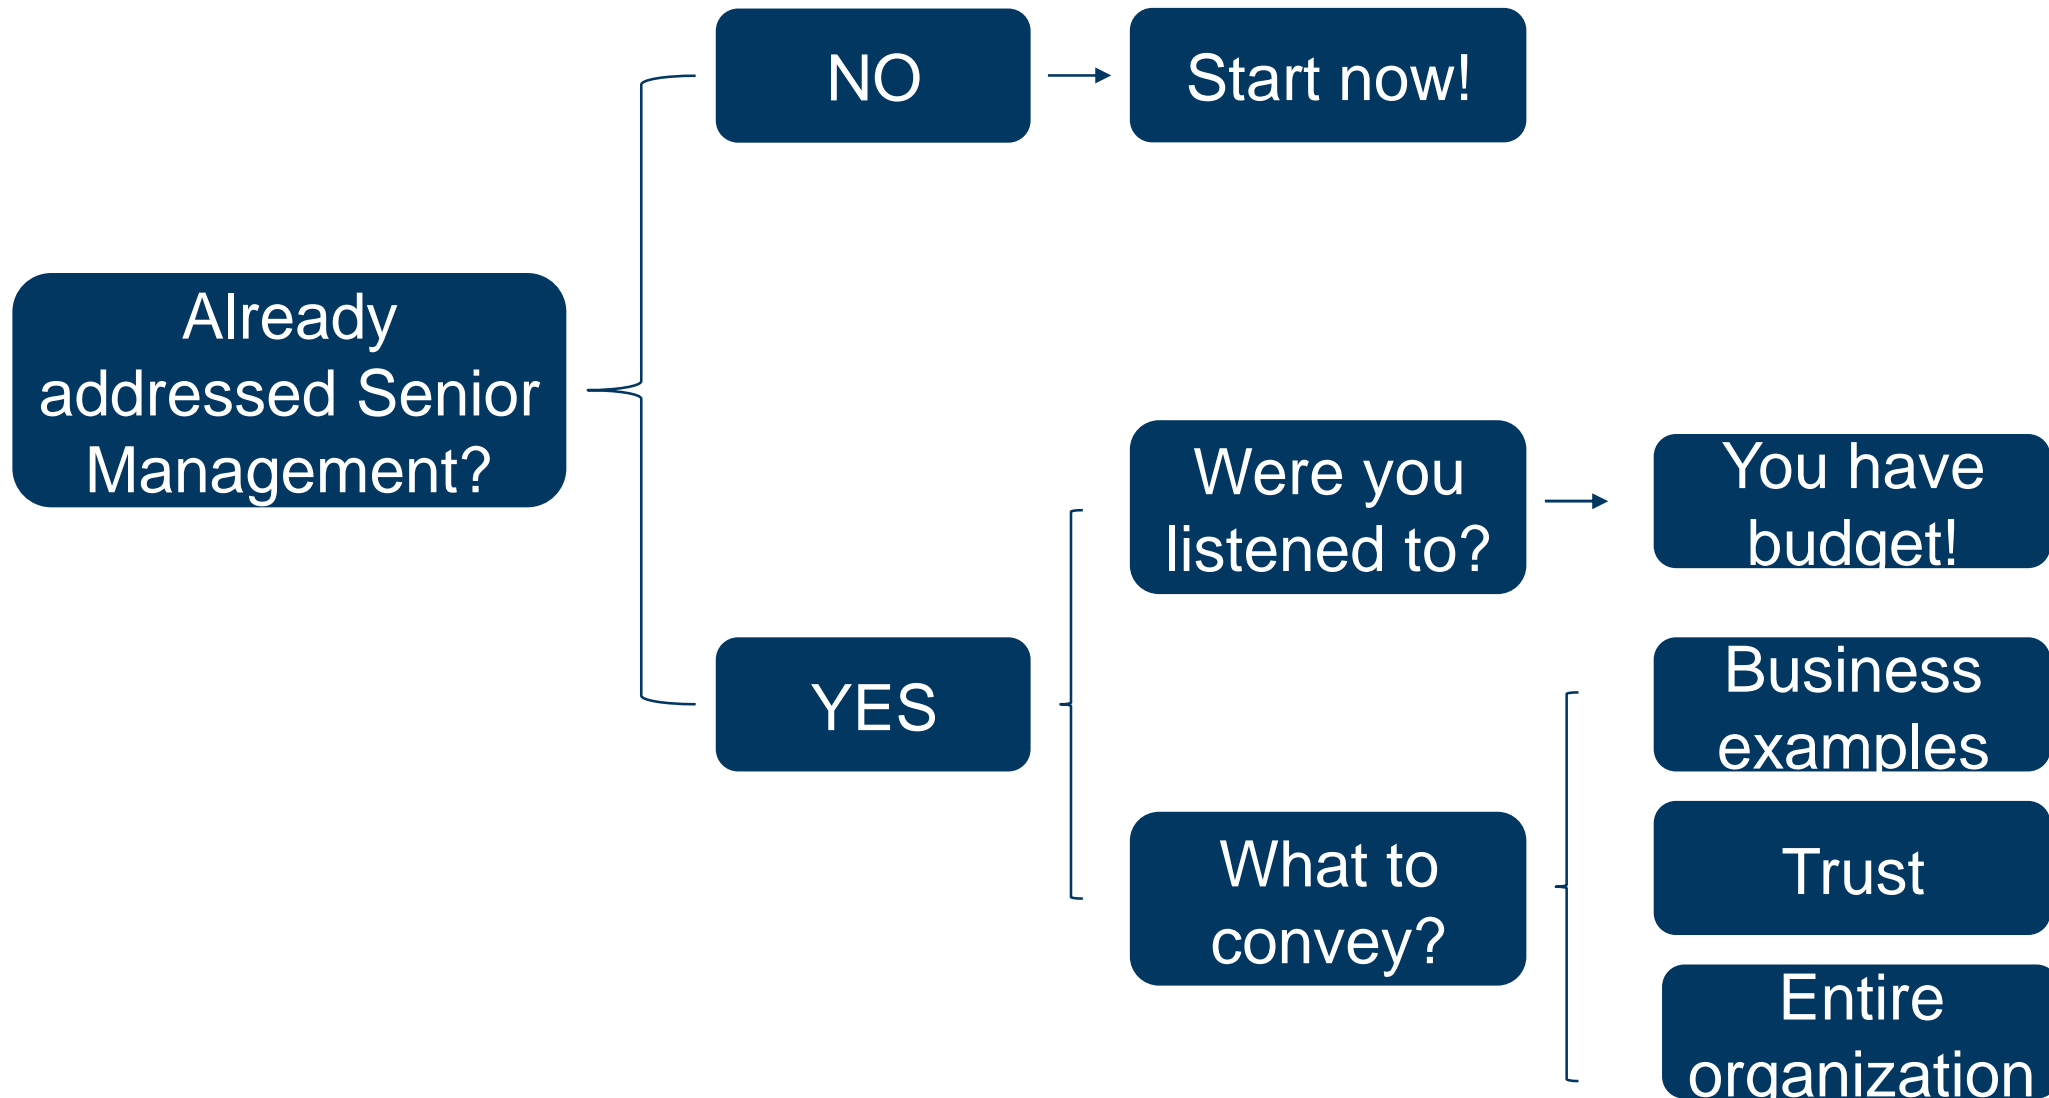 NO
Start now!
Already
addressed Senior
Management?
Were you
listened to?
You have
budget!
YES
Business
examples
What to
convey?
Trust
Entire
organization